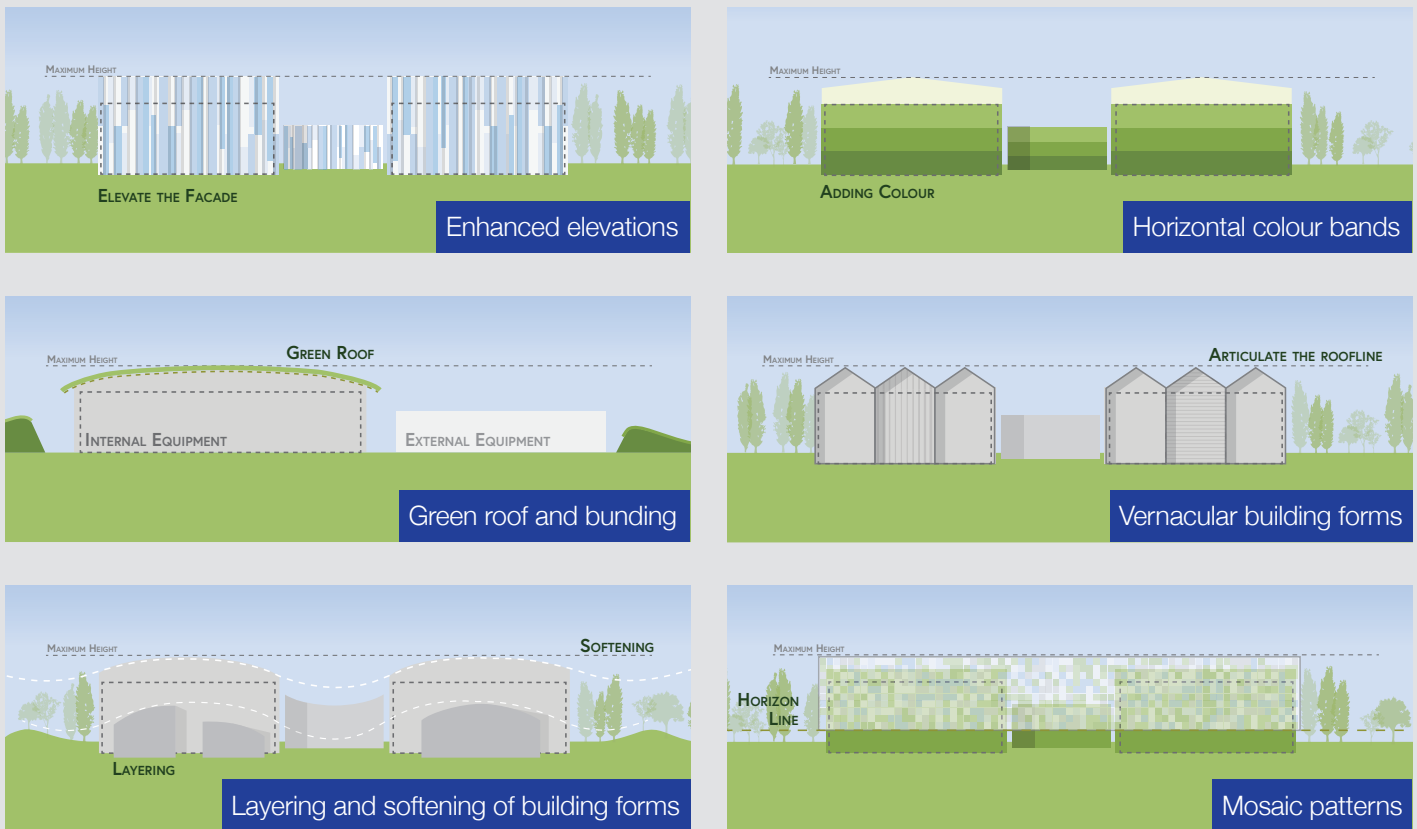 MAXIMUM HEIGHT
ELEVATE THE FACADE
Enhanced elevations
MAXIMUM HEIGHT
ADDING COLOUR
Horizontal colour bands
MAXIMUM HEIGHT
GREEN ROOF
INTERNAL EQUIPMENT
EXTERNAL EQUIPMENT
Green roof and bunding
MAXIMUM HEIGHT
ARTICULATE THE ROOFLINE
Vernacular building forms
MAXIMUM HEIGHT
SOFTENING
LAYERING
Layering and softening of building forms
MAXIMUM HEIGHT
HORIZON
LINE
Mosaic patterns